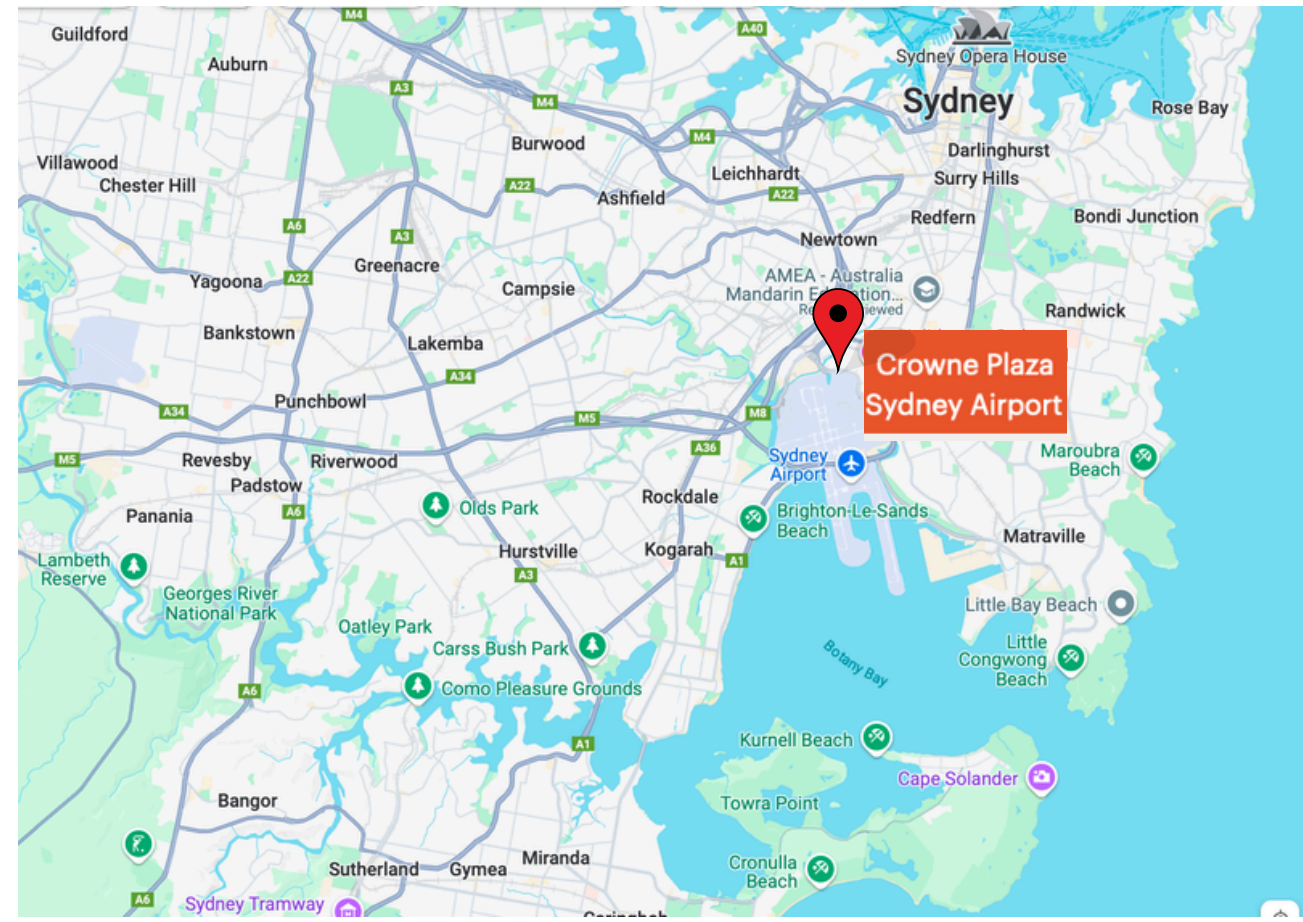 M4
Guildford
A40
Sydney Opera House
Auburn
A3
M4
Sydney
Rose Bay
Burwood
M4
Darlinghurst
Villawood
Leichhardt
Chester Hill
A22
Ashfield
A22
Surry Hills
A6
Redfern
Bondi Junction
A3
Newtown
Greenacre
AMEA - Australia
Yagoona
A22
Campsie
Mandarin
Randwick
Bankstown
Lakemba
Crowne Plaza
Sydney Airport
A34
Punchbowl
A34
M5
M8
A36
Maroubra
Beach
M5
Revesby
Riverwood
Sydney
Airport
Padstow
Rockdale
A6
Olds Park
Brighton-Le-Sands
Beach
Panania
Matraville
Hurstville
Kogarah
A1
Lambeth
Reserve
A3
Georges River
National Park
Little Bay Beach
Oatley Park
Carss Bush Park
Botany Bay
Little
Congwong
Beach
A6
Como Pleasure Grounds
A1
Kurnell Beach
Cape Solander
Bangor
Towra Point
Sutherland
Gymea
Miranda
Cronulla
Beach
A6
Sydney Tramway